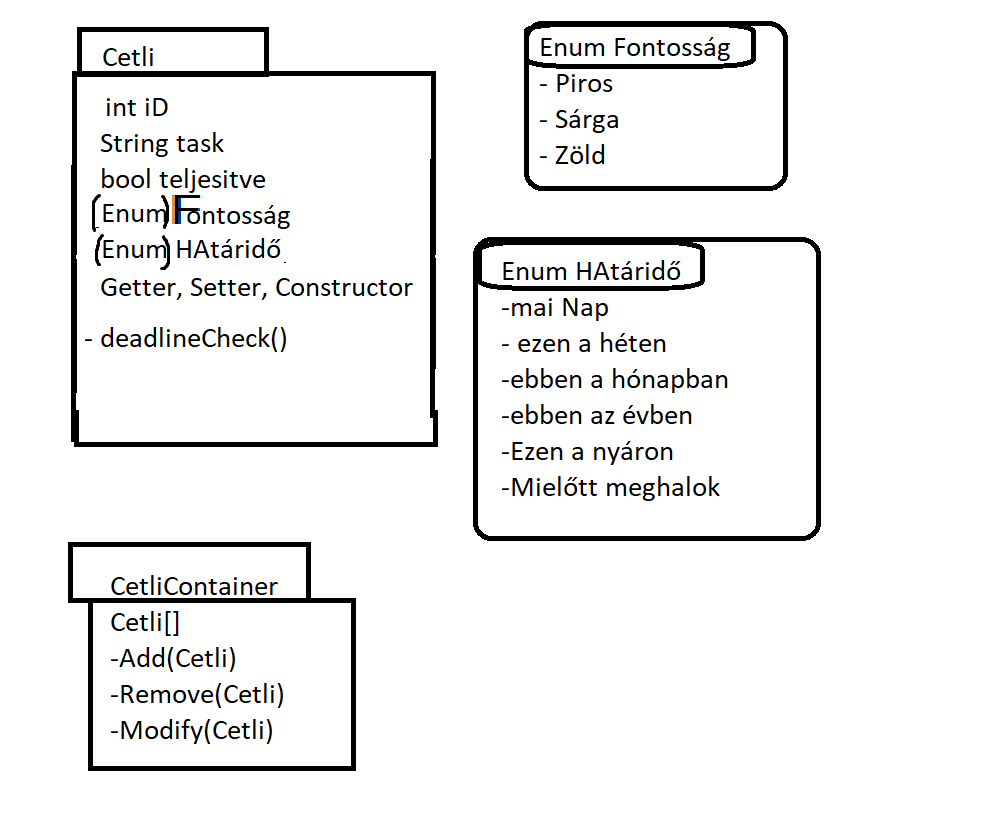 Cetli
int iD
String task
bool teljesitve
(Enum) Fontosság
(Enum) HAtáridő
Getter, Setter, Constructor
- deadlineCheck()
Enum Fontosság
- Piros
- Sárga
- Zöld
Enum HAtáridő
-mai Nap
- ezen a héten
-ebben a hónapban
-ebben az évben
-Ezen a nyáron
-Mielőtt meghalok
CetliContainer
Cetli[]
-Add(Cetli)
-Remove(Cetli)
-Modify(Cetli)